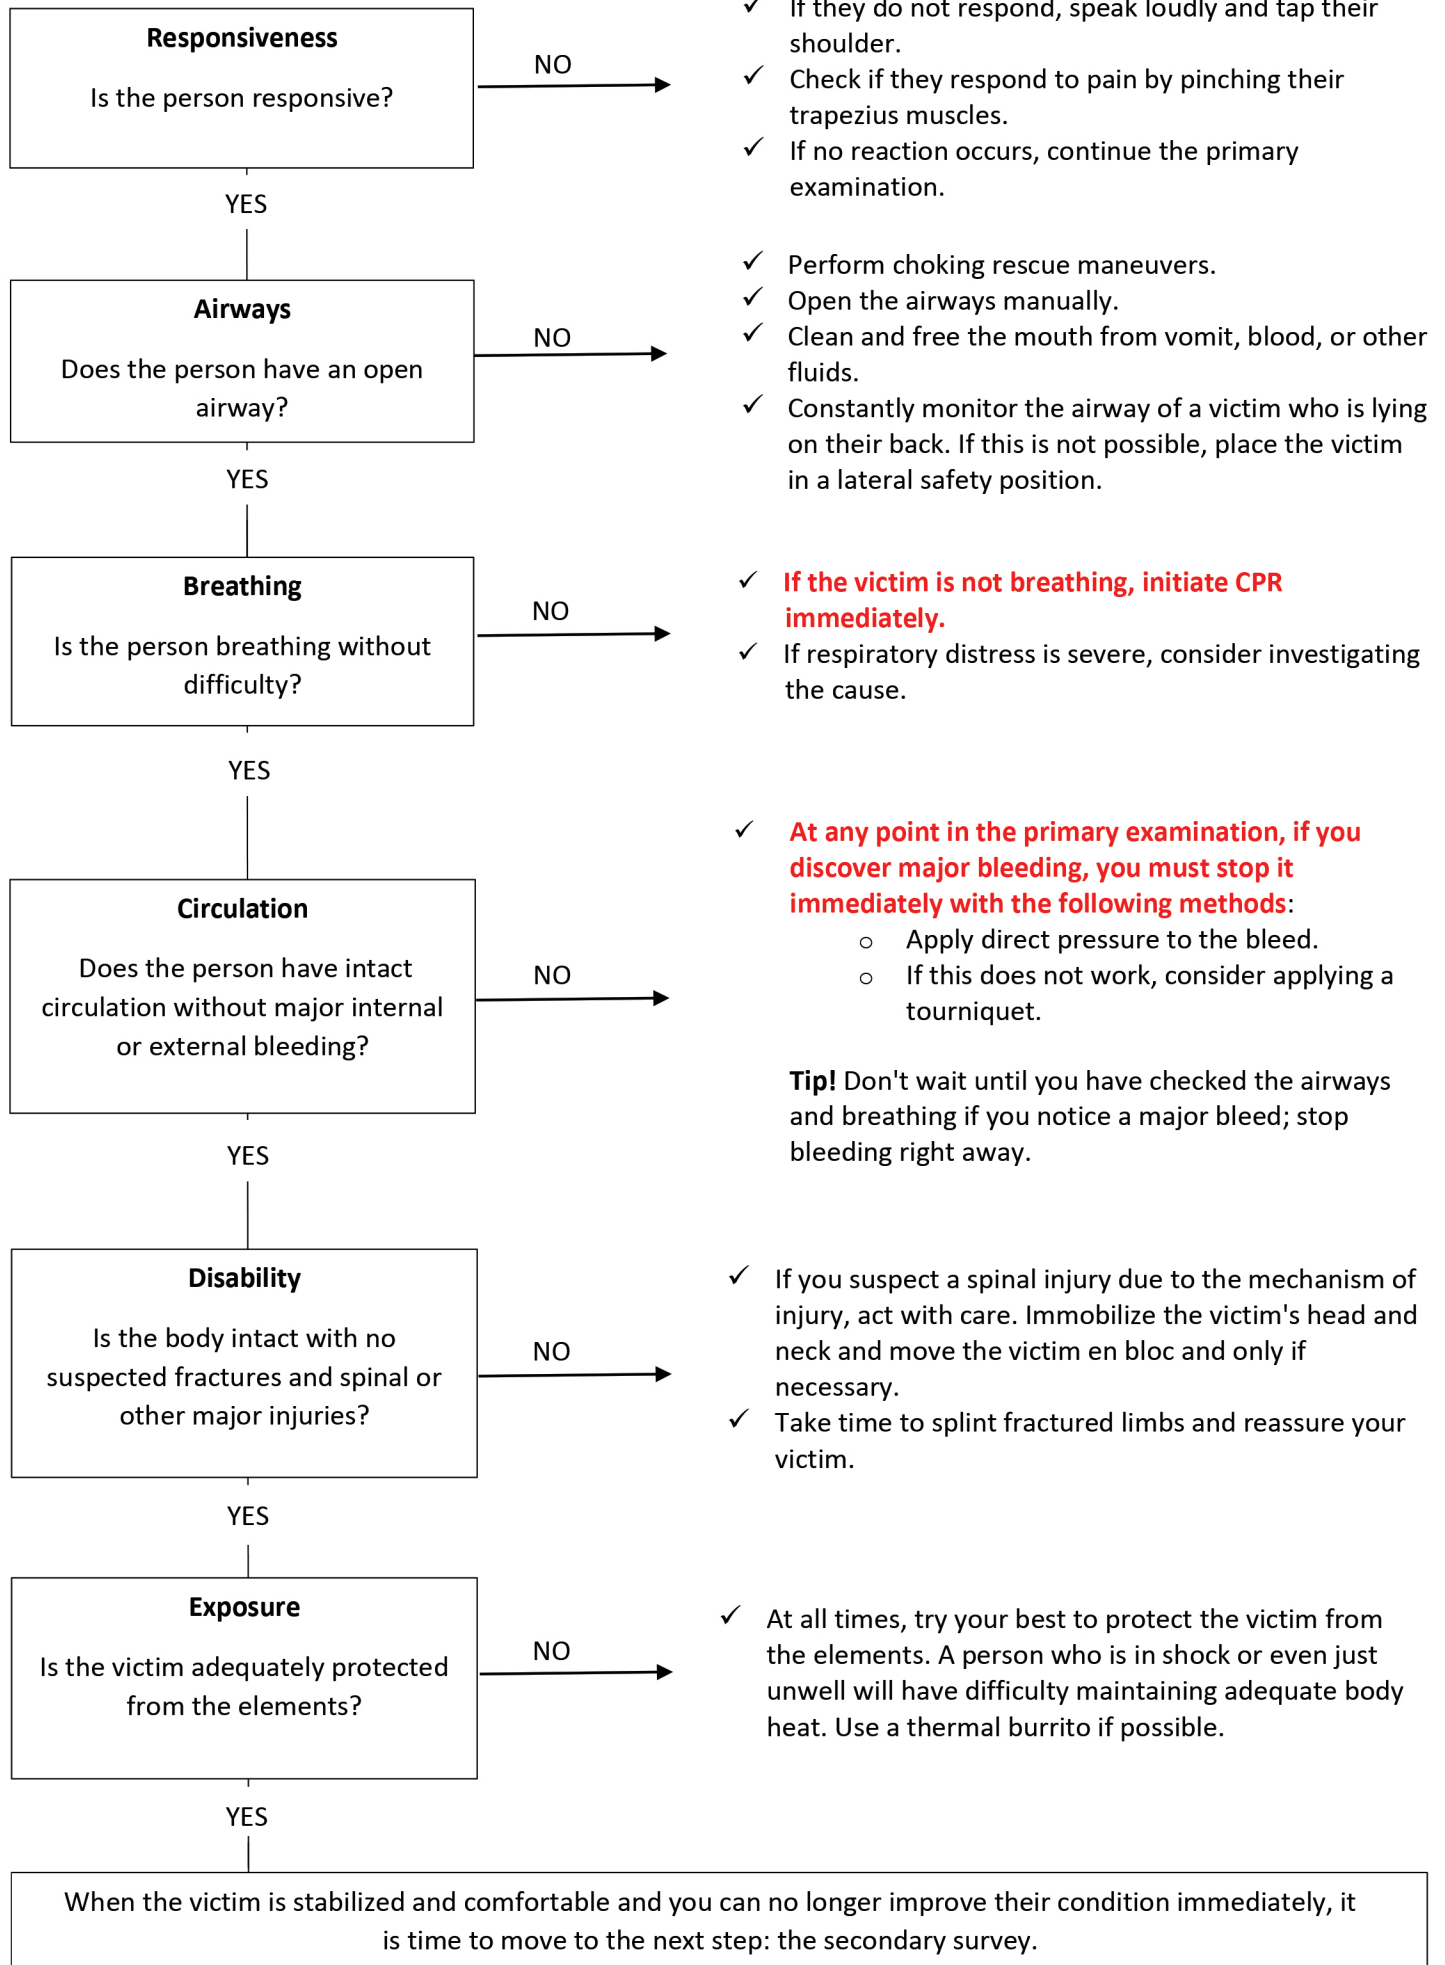 Responsiveness
Is the person responsive?
NO
✓ If they do not respond, speak loudly and tap their
shoulder.
✓ Check if they respond to pain by pinching their
trapezius muscles.
✓ If no reaction occurs, continue the primary
examination.
YES
Airways
Does the person have an open
airway?
NO
✓ Perform choking rescue maneuvers.
✓ Open the airways manually.
✓ Clean and free the mouth from vomit, blood, or other
fluids.
✓ Constantly monitor the airway of a victim who is lying
on their back. If this is not possible, place the victim
in a lateral safety position.
YES
Breathing
Is the person breathing without
difficulty?
NO
✓ If the victim is not breathing, initiate CPR
immediately.
✓ If respiratory distress is severe, consider investigating
the cause.
YES
Circulation
Does the person have intact
circulation without major internal
or external bleeding?
NO
✓ At any point in the primary examination, if you
discover major bleeding, you must stop it
immediately with the following methods:
o Apply direct pressure to the bleed.
o If this does not work, consider applying a
tourniquet.
Tip! Don't wait until you have checked the airways
and breathing if you notice a major bleed; stop
bleeding right away.
YES
Disability
Is the body intact with no
suspected fractures and spinal or
other major injuries?
NO
✓ If you suspect a spinal injury due to the mechanism of
injury, act with care. Immobilize the victim's head and
neck and move the victim en bloc and only if
necessary.
✓ Take time to splint fractured limbs and reassure your
victim.
YES
Exposure
Is the victim adequately protected
from the elements?
NO
✓ At all times, try your best to protect the victim from
the elements. A person who is in shock or even just
unwell will have difficulty maintaining adequate body
heat. Use a thermal burrito if possible.
YES
When the victim is stabilized and comfortable and you can no longer improve their condition immediately, it
is time to move to the next step: the secondary survey.